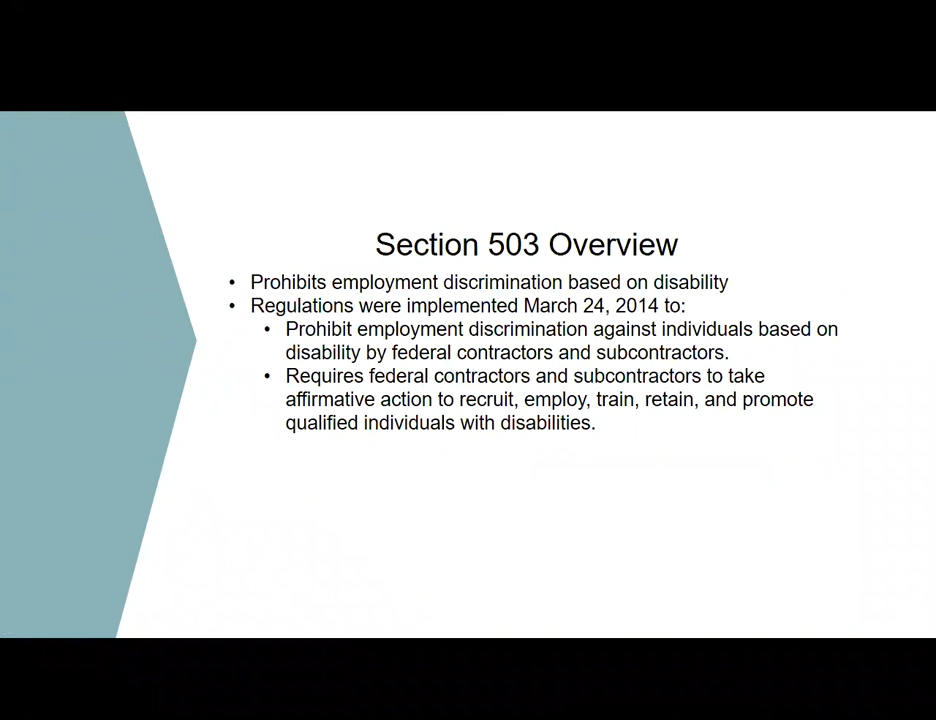 Section 503 Overview
• Prohibits employment discrimination based on disability
• Regulations were implemented March 24, 2014 to:
• Prohibit employment discrimination against individuals based on
disability by federal contractors and subcontractors.
• Requires federal contractors and subcontractors to take
affirmative action to recruit, employ, train, retain, and promote
qualified individuals with disabilities.